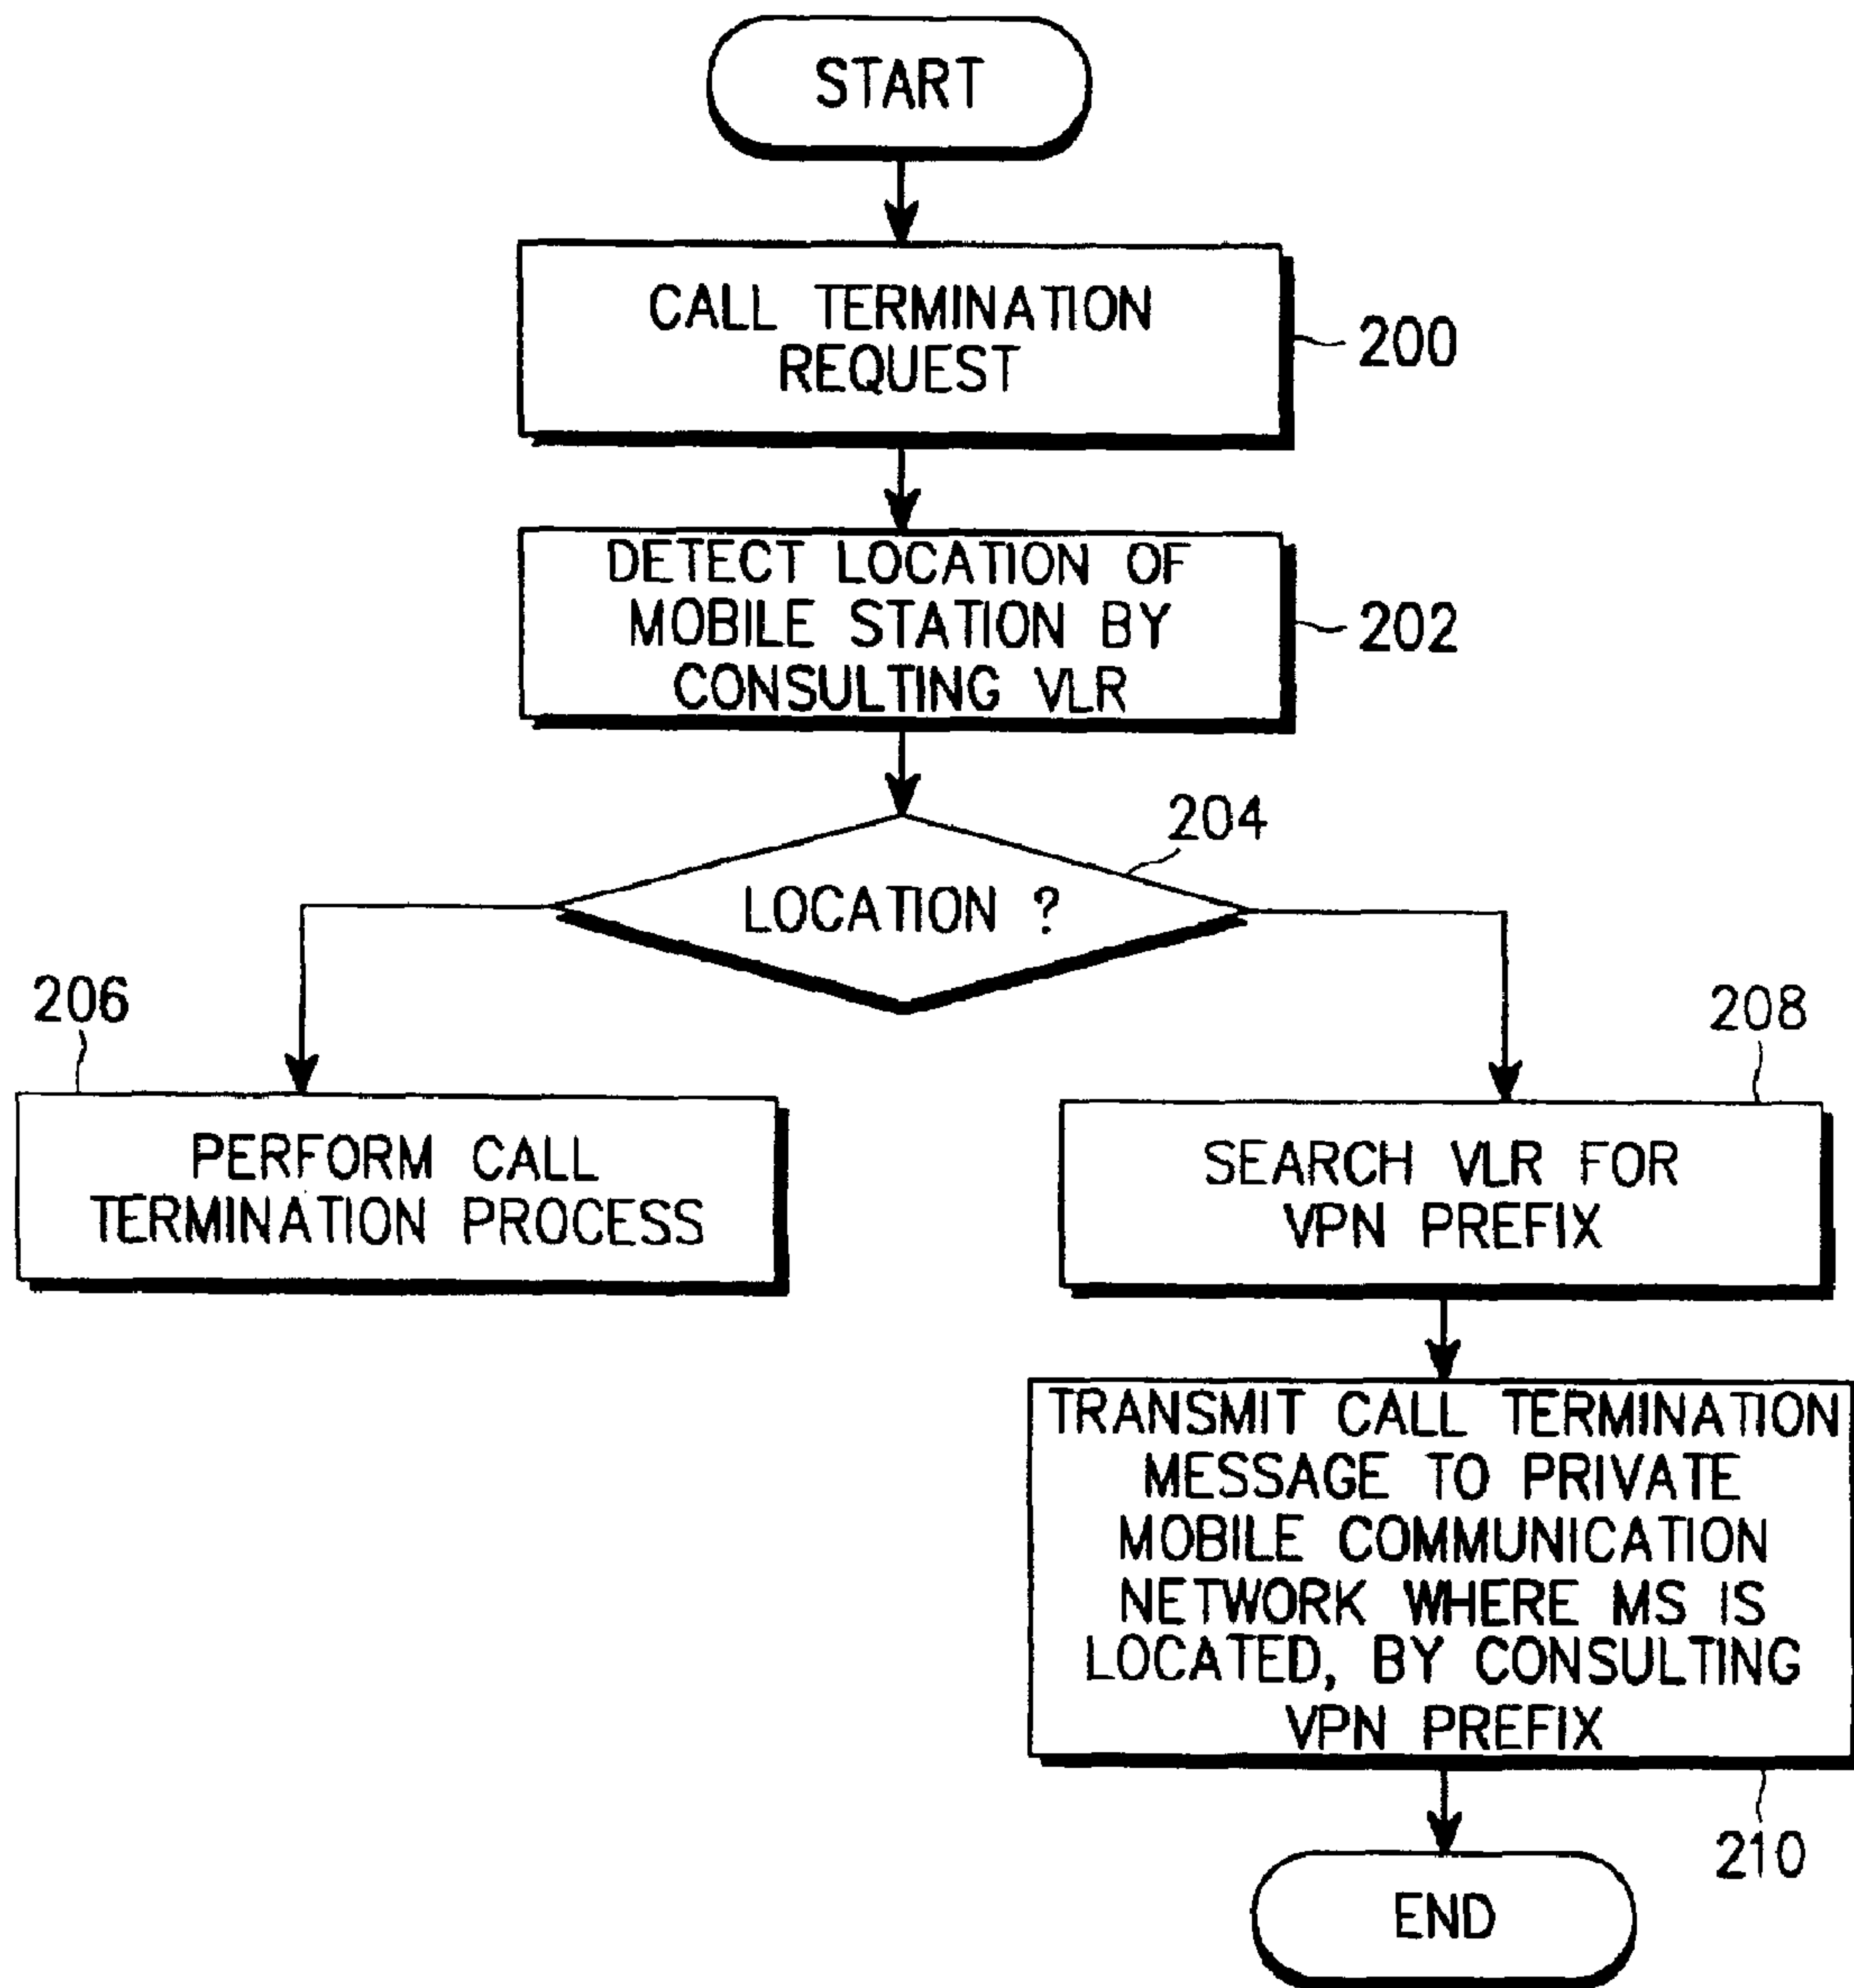 START
CALL TERMINATION
REQUEST
200
DETECT LOCATION OF
MOBILE STATION BY
CONSULTING VLR
202
204
LOCATION ?
206
PERFORM CALL
TERMINATION PROCESS
208
SEARCH VLR FOR
VPN PREFIX
TRANSMIT CALL TERMINATION
MESSAGE TO PRIVATE
MOBILE COMMUNICATION
NETWORK WHERE MS IS
LOCATED, BY CONSULTING
VPN PREFIX
210
END